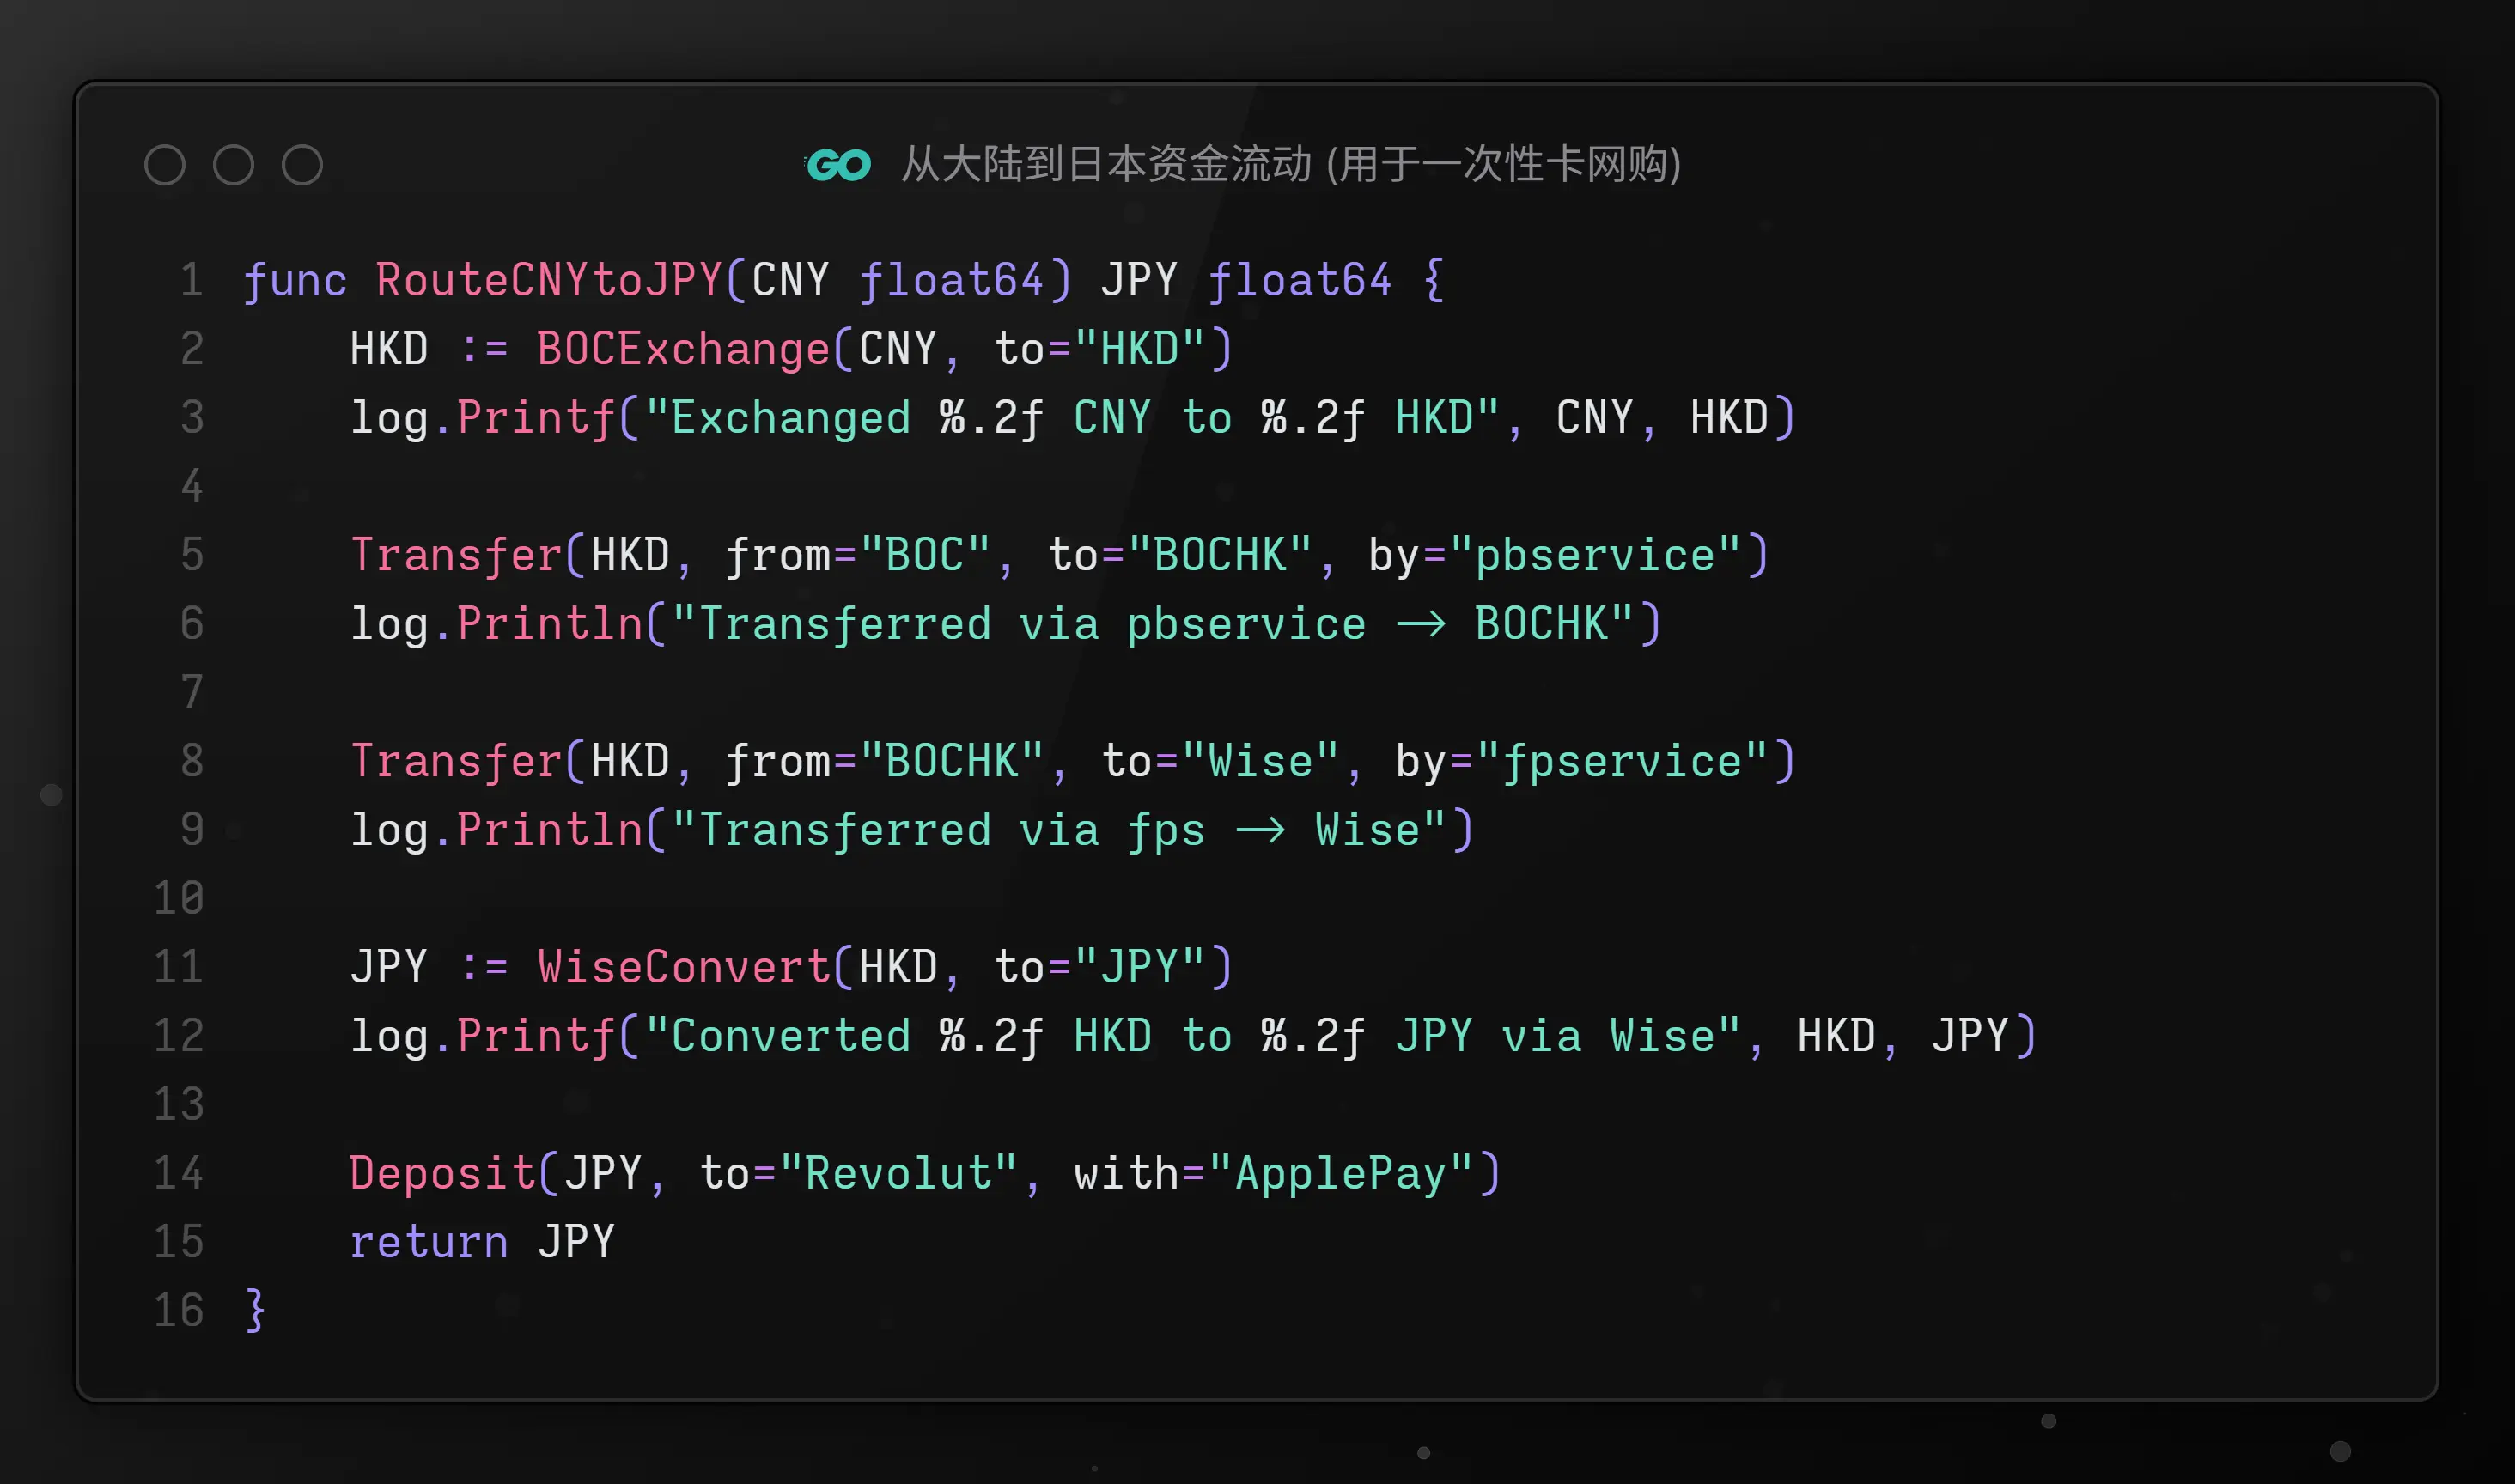 GO 从大陆到日本资金流动 (用于一次性卡网购)
1 func RouteCNYtoJPY(CNY float64) JPY float64 {
2     HKD := BOCExchange(CNY, to="HKD")
3     log.Printf("Exchanged %.2f CNY to %.2f HKD", CNY, HKD)
4
5     Transfer(HKD, from="BOC", to="BOCHK", by="pbservice")
6     log.Println("Transferred via pbservice -> BOCHK")
7
8     Transfer(HKD, from="BOCHK", to="Wise", by="fpservice")
9     log.Println("Transferred via fps -> Wise")
10
11     JPY := WiseConvert(HKD, to="JPY")
12     log.Printf("Converted %.2f HKD to %.2f JPY via Wise", HKD, JPY)
13
14     Deposit(JPY, to="Revolut", with="ApplePay")
15     return JPY
16 }